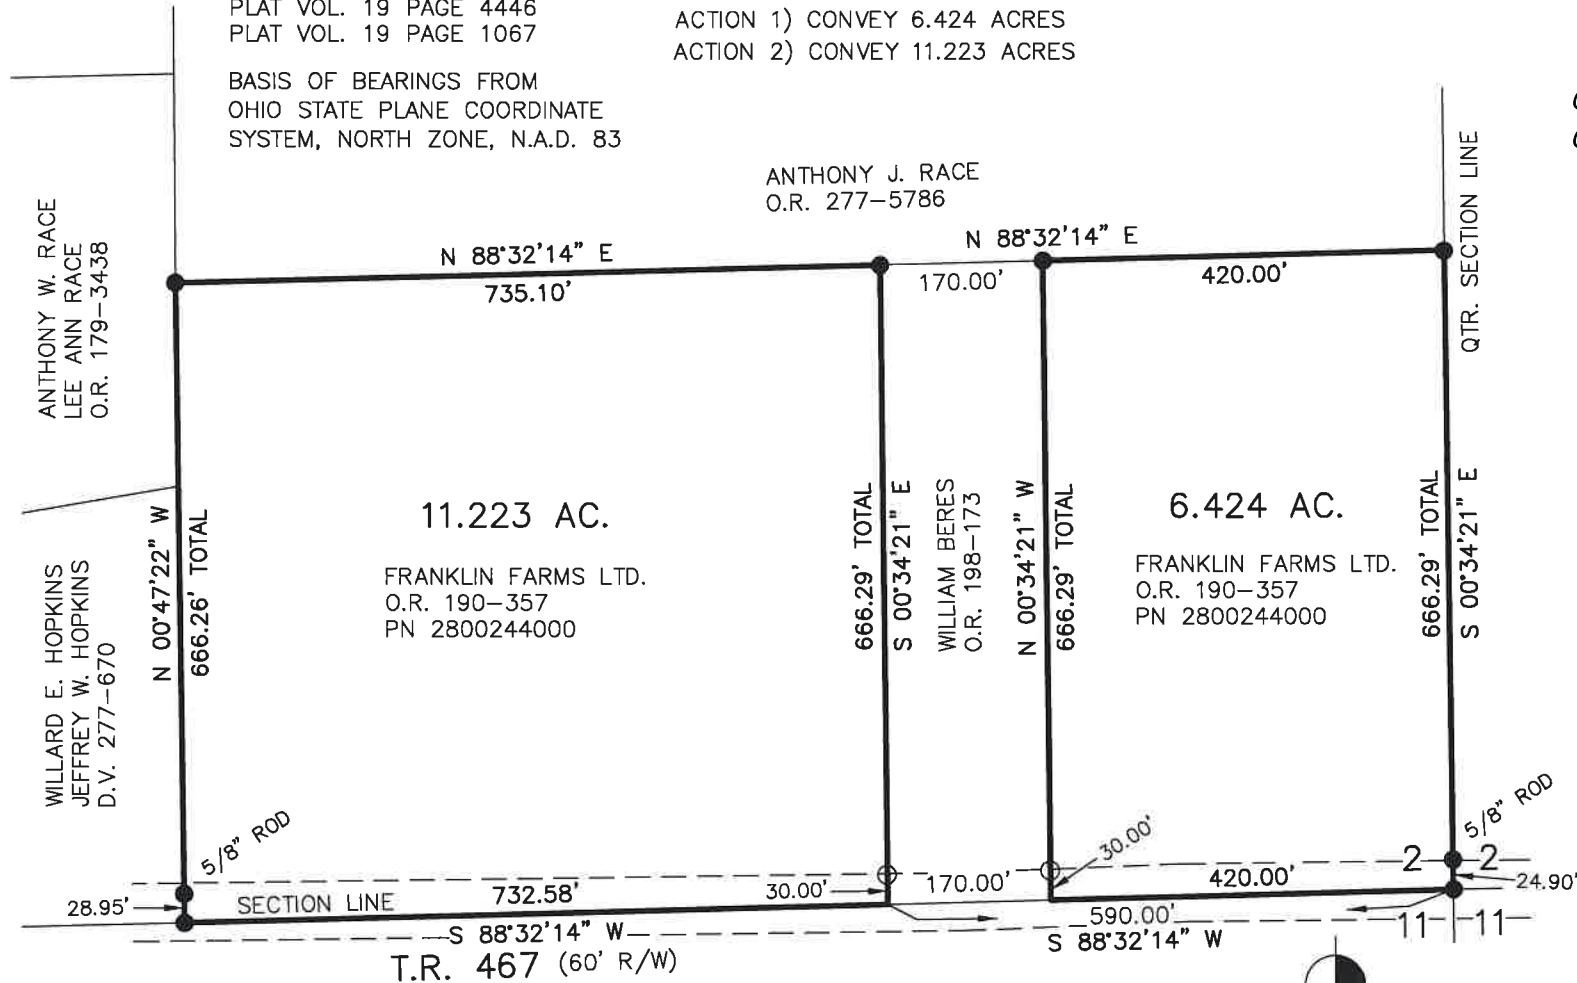 PLAT VOL. 19 PAGE 4446
PLAT VOL. 19 PAGE 1067
BASIS OF BEARINGS FROM
OHIO STATE PLANE COORDINATE
SYSTEM, NORTH ZONE, N.A.D. 83
ACTION 1) CONVEY 6.424 ACRES
ACTION 2) CONVEY 11.223 ACRES
ANTHONY J. RACE
O.R. 277-5786
ANTHONY W. RACE
LEE ANN RACE
O.R. 179-3438
QTR. SECTION LINE
N 88°32'14" E
735.10'
N 88°32'14" E
170.00'
420.00'
WILLARD E. HOPKINS
JEFFREY W. HOPKINS
D.V. 277-670
N 00°47'22" W
666.26' TOTAL
11.223 AC.
FRANKLIN FARMS LTD.
O.R. 190-357
PN 2800244000
666.29' TOTAL
S 00°34'21" E
WILLIAM BERES
O.R. 198-173
N 00°34'21" W
666.29' TOTAL
6.424 AC.
FRANKLIN FARMS LTD.
O.R. 190-357
PN 2800244000
666.29' TOTAL
S 00°34'21" E
5/8" ROD
5/8" ROD
30.00'
2 2
28.95'
SECTION LINE
732.58'
30.00'
170.00'
420.00'
24.90'
590.00'
11 11
S 88°32'14" W
S 88°32'14" W
T.R. 467 (60' R/W)